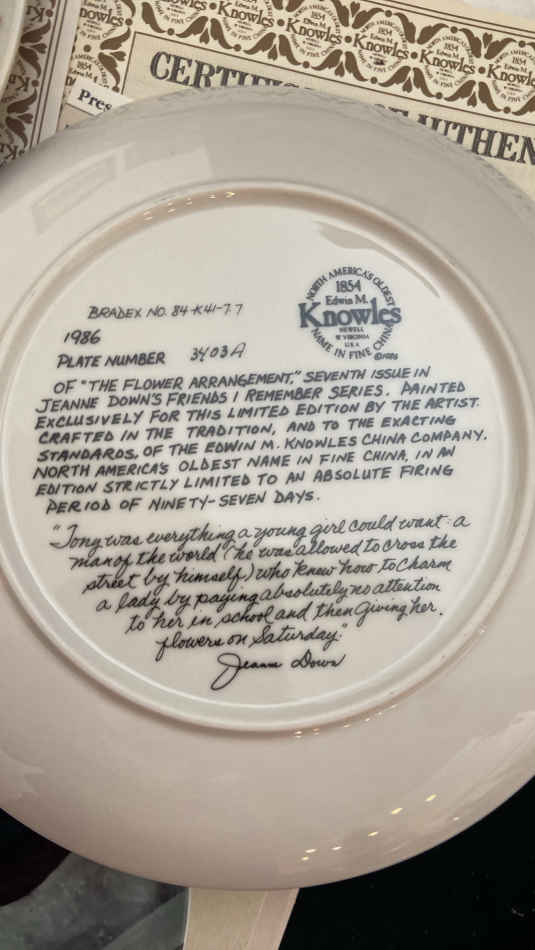 CERTIFIC
OF AUTHEN
Pres
BRADEX NO. 84-K41-7.7
1986
PLATE NUMBER 3403A
NORTH AMERICA'S OLDEST
1854
Edwin M.
Knowles
NEWELL
W VIRGINIA
U.S.A.
NAME IN FINE CHINA
©1986
OF "THE FLOWER ARRANGEMENT," SEVENTH ISSUE IN
JEANNE DOWN'S FRIENDS I REMEMBER SERIES. PAINTED
EXCLUSIVELY FOR THIS LIMITED EDITION BY THE ARTIST.
CRAFTED IN THE TRADITION, AND TO THE EXACTING
STANDARDS, OF THE EDWIN M. KNOWLES CHINA COMPANY.
NORTH AMERICA'S OLDEST NAME IN FINE CHINA, IN AN
EDITION STRICTLY LIMITED TO AN ABSOLUTE FIRING
PERIOD OF NINETY-SEVEN DAYS.
"Tony was everything a young girl could want: a
man of the world (he was allowed to cross the
street by himself) who knew how to charm
a lady by paying absolutely no attention
to her in school and then giving her
flowers on Saturday."
Jeanne Down